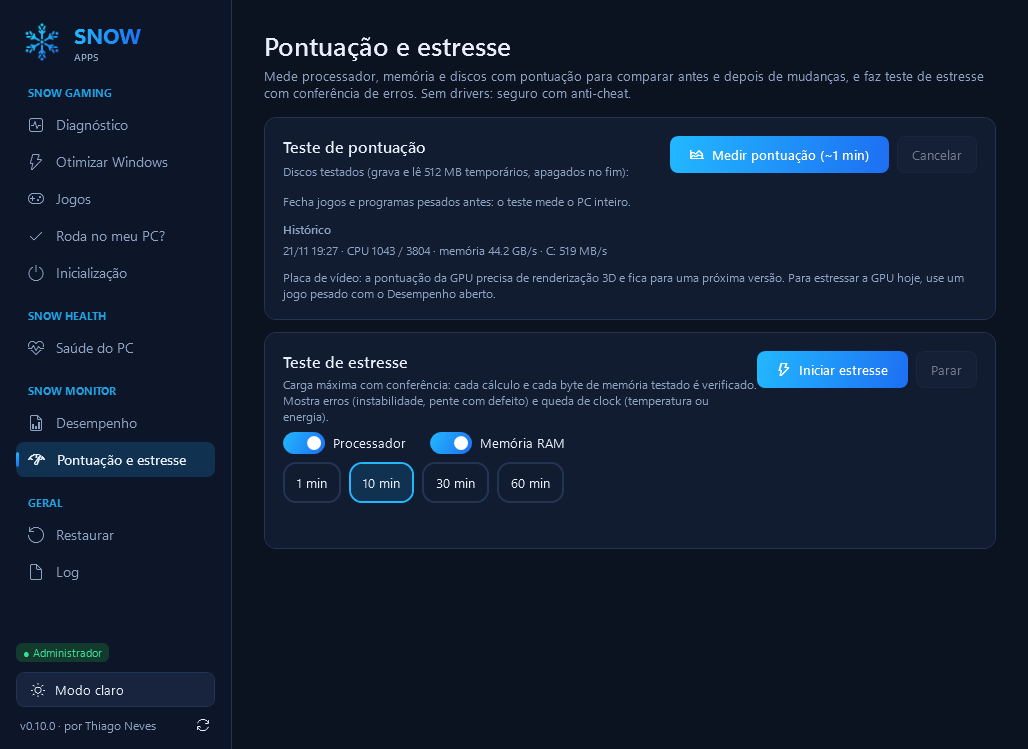 SNOW
APPS
SNOW GAMING
Diagnóstico
Otimizar Windows
Jogos
Roda no meu PC?
Inicialização
SNOW HEALTH
Saúde do PC
SNOW MONITOR
Desempenho
Pontuação e estresse
GERAL
Restaurar
Log
● Administrador
Modo claro
v0.10.0 · por Thiago Neves
Pontuação e estresse
Mede processador, memória e discos com pontuação para comparar antes e depois de mudanças, e faz teste de estresse
com conferência de erros. Sem drivers: seguro com anti-cheat.
Teste de pontuação
Medir pontuação (~1 min)
Cancelar
Discos testados (grava e lê 512 MB temporários, apagados no fim):
Fecha jogos e programas pesados antes: o teste mede o PC inteiro.
Histórico
21/11 19:27 · CPU 1043 / 3804 · memória 44.2 GB/s · C: 519 MB/s
Placa de vídeo: a pontuação da GPU precisa de renderização 3D e fica para uma próxima versão. Para estressar a GPU hoje, use um
jogo pesado com o Desempenho aberto.
Teste de estresse
Iniciar estresse
Parar
Carga máxima com conferência: cada cálculo e cada byte de memória testado é verificado.
Mostra erros (instabilidade, pente com defeito) e queda de clock (temperatura ou
energia).
Processador
Memória RAM
1 min
10 min
30 min
60 min